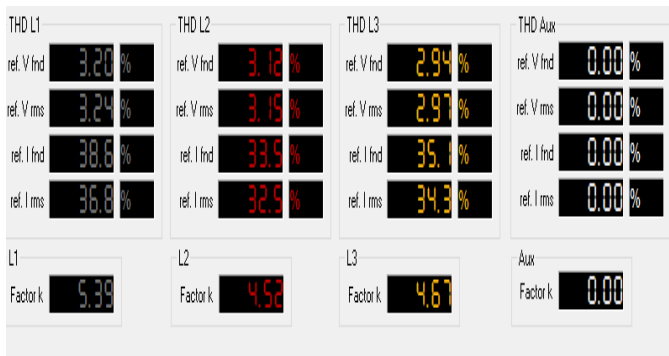 THD L1 THD L2 THD L3 THD Aux
ref. V fnd 3.20 % ref. V fnd 3.12 % ref. V fnd 2.94 % ref. V fnd 0.00 %
ref. V rms 3.24 % ref. V rms 3.15 % ref. V rms 2.97 % ref. V rms 0.00 %
ref. I fnd 38.6 % ref. I fnd 33.5 % ref. I fnd 35.1 % ref. I fnd 0.00 %
ref. I rms 36.8 % ref. I rms 32.5 % ref. I rms 34.3 % ref. I rms 0.00 %
L1 L2 L3 Aux
Factor k 5.39 Factor k 4.52 Factor k 4.67 Factor k 0.00